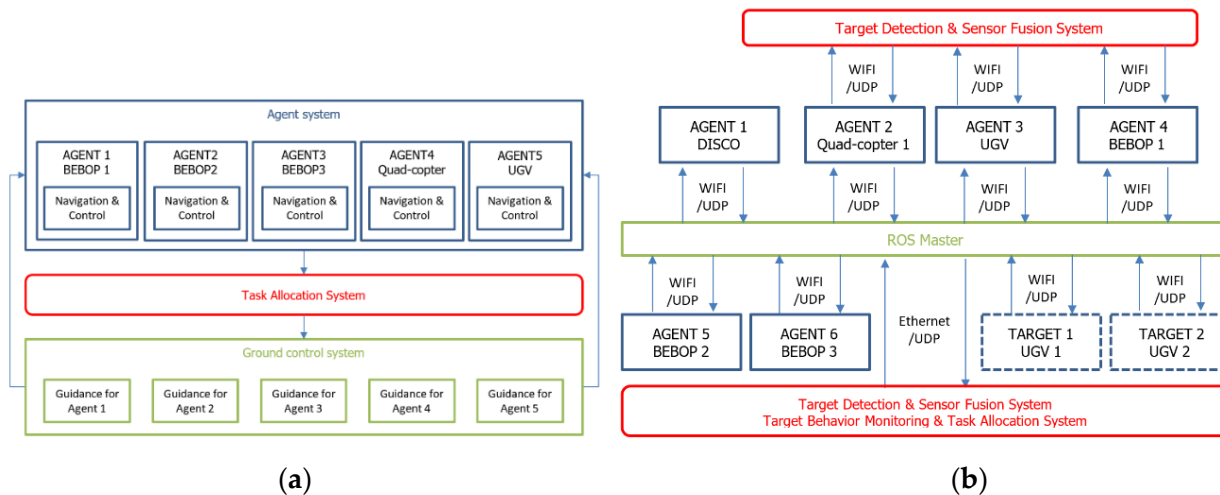 Agent system
AGENT 1
BEBOP 1
Navigation &
Control
AGENT2
BEBOP2
Navigation &
Control
AGENT3
BEBOP3
Navigation &
Control
AGENT4
Quad-copter
Navigation &
Control
AGENT5
UGV
Navigation &
Control
Task Allocation System
Ground control system
Guidance for
Agent 1
Guidance for
Agent 2
Guidance for
Agent 3
Guidance for
Agent 4
Guidance for
Agent 5
(a)
Target Detection & Sensor Fusion System
WIFI
/UDP
WIFI
/UDP
WIFI
/UDP
AGENT 1
DISCO
AGENT 2
Quad-copter 1
AGENT 3
UGV
AGENT 4
BEBOP 1
WIFI
/UDP
WIFI
/UDP
WIFI
/UDP
WIFI
/UDP
ROS Master
WIFI
/UDP
WIFI
/UDP
Ethernet
/UDP
WIFI
/UDP
WIFI
/UDP
AGENT 5
BEBOP 2
AGENT 6
BEBOP 3
TARGET 1
UGV 1
TARGET 2
UGV 2
Target Detection & Sensor Fusion System
Target Behavior Monitoring & Task Allocation System
(b)